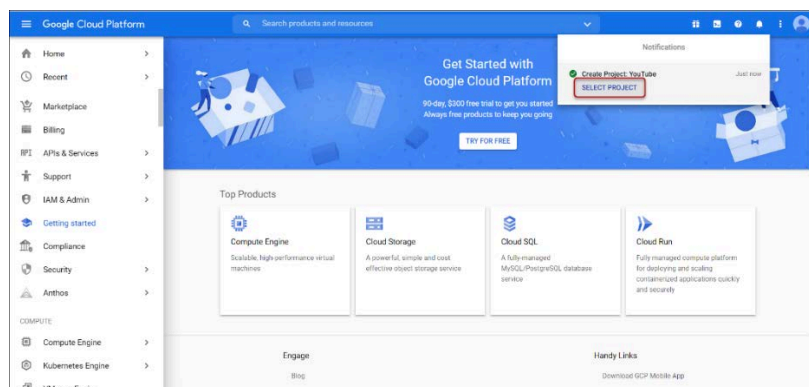 Google Cloud Platform
Search products and resources
Home
Recent
Marketplace
Billing
API APIs & Services
Support
IAM & Admin
Getting started
Compliance
Security
Anthos
COMPUTE
Compute Engine
Kubernetes Engine
Get Started with
Google Cloud Platform
90-day, $300 free trial to get you started
Always free products to keep you going
TRY FOR FREE
Notifications
Create Project: YouTube
Just now
SELECT PROJECT
Top Products
Compute Engine
Scalable, high performance virtual
machines
Cloud Storage
A powerful, simple and cost
effective object storage service
Cloud SQL
A fully-managed
MySQL/PostgreSQL database
service
Cloud Run
Fully managed compute platform
for deploying and scaling
containerized applications quickly
and securely
Engage
Blog
Handy Links
Download GCP Mobile App